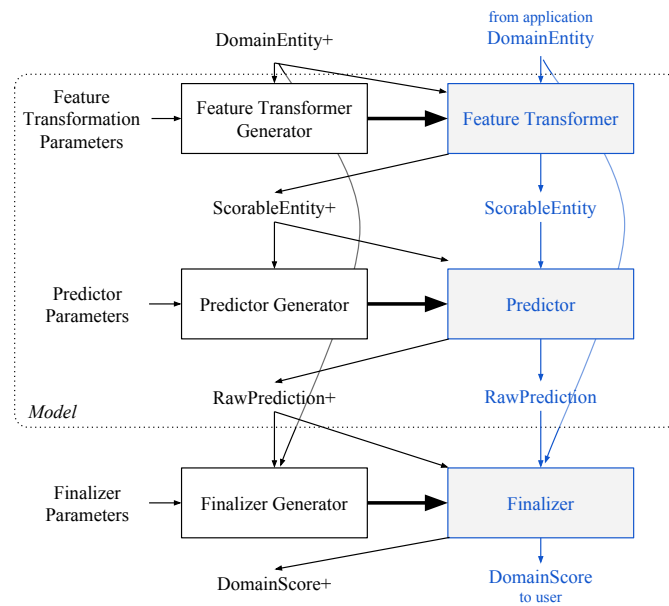 from application
DomainEntity+
DomainEntity
Feature
Transformation
Parameters
Feature Transformer
Generator
Feature Transformer
ScorableEntity+
ScorableEntity
Predictor
Parameters
Predictor Generator
Predictor
RawPrediction+
RawPrediction
Model
Finalizer
Parameters
Finalizer Generator
Finalizer
DomainScore+
DomainScore
to user